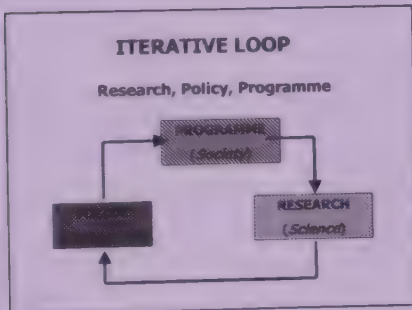 ITERATIVE LOOP
Research, Policy, Programme
PROGRAMME
(Society)
RESEARCH
(Science)